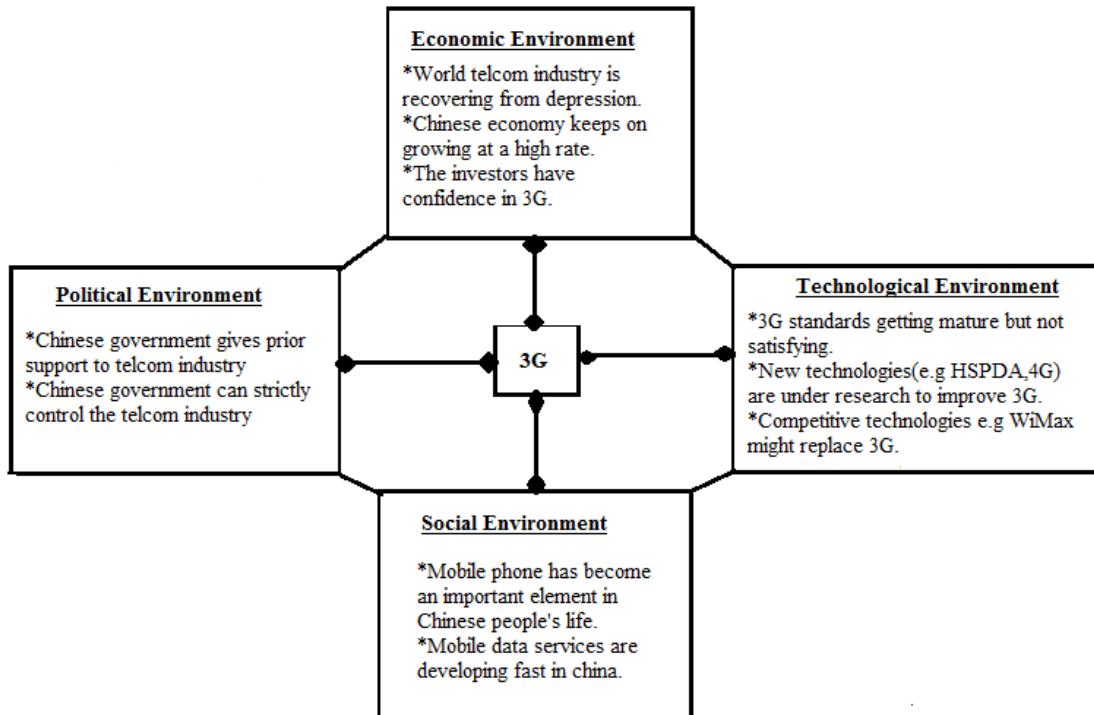 Economic Environment
*World telcom industry is
recovering from depression.
*Chinese economy keeps on
growing at a high rate.
*The investors have
confidence in 3G.
Political Environment
*Chinese government gives prior
support to telcom industry
*Chinese government can strictly
control the telcom industry
3G
Technological Environment
*3G standards getting mature but not
satisfying.
*New technologies(e.g HSPDA,4G)
are under research to improve 3G.
*Competitive technologies e.g WiMax
might replace 3G.
Social Environment
*Mobile phone has become
an important element in
Chinese people's life.
*Mobile data services are
developing fast in china.